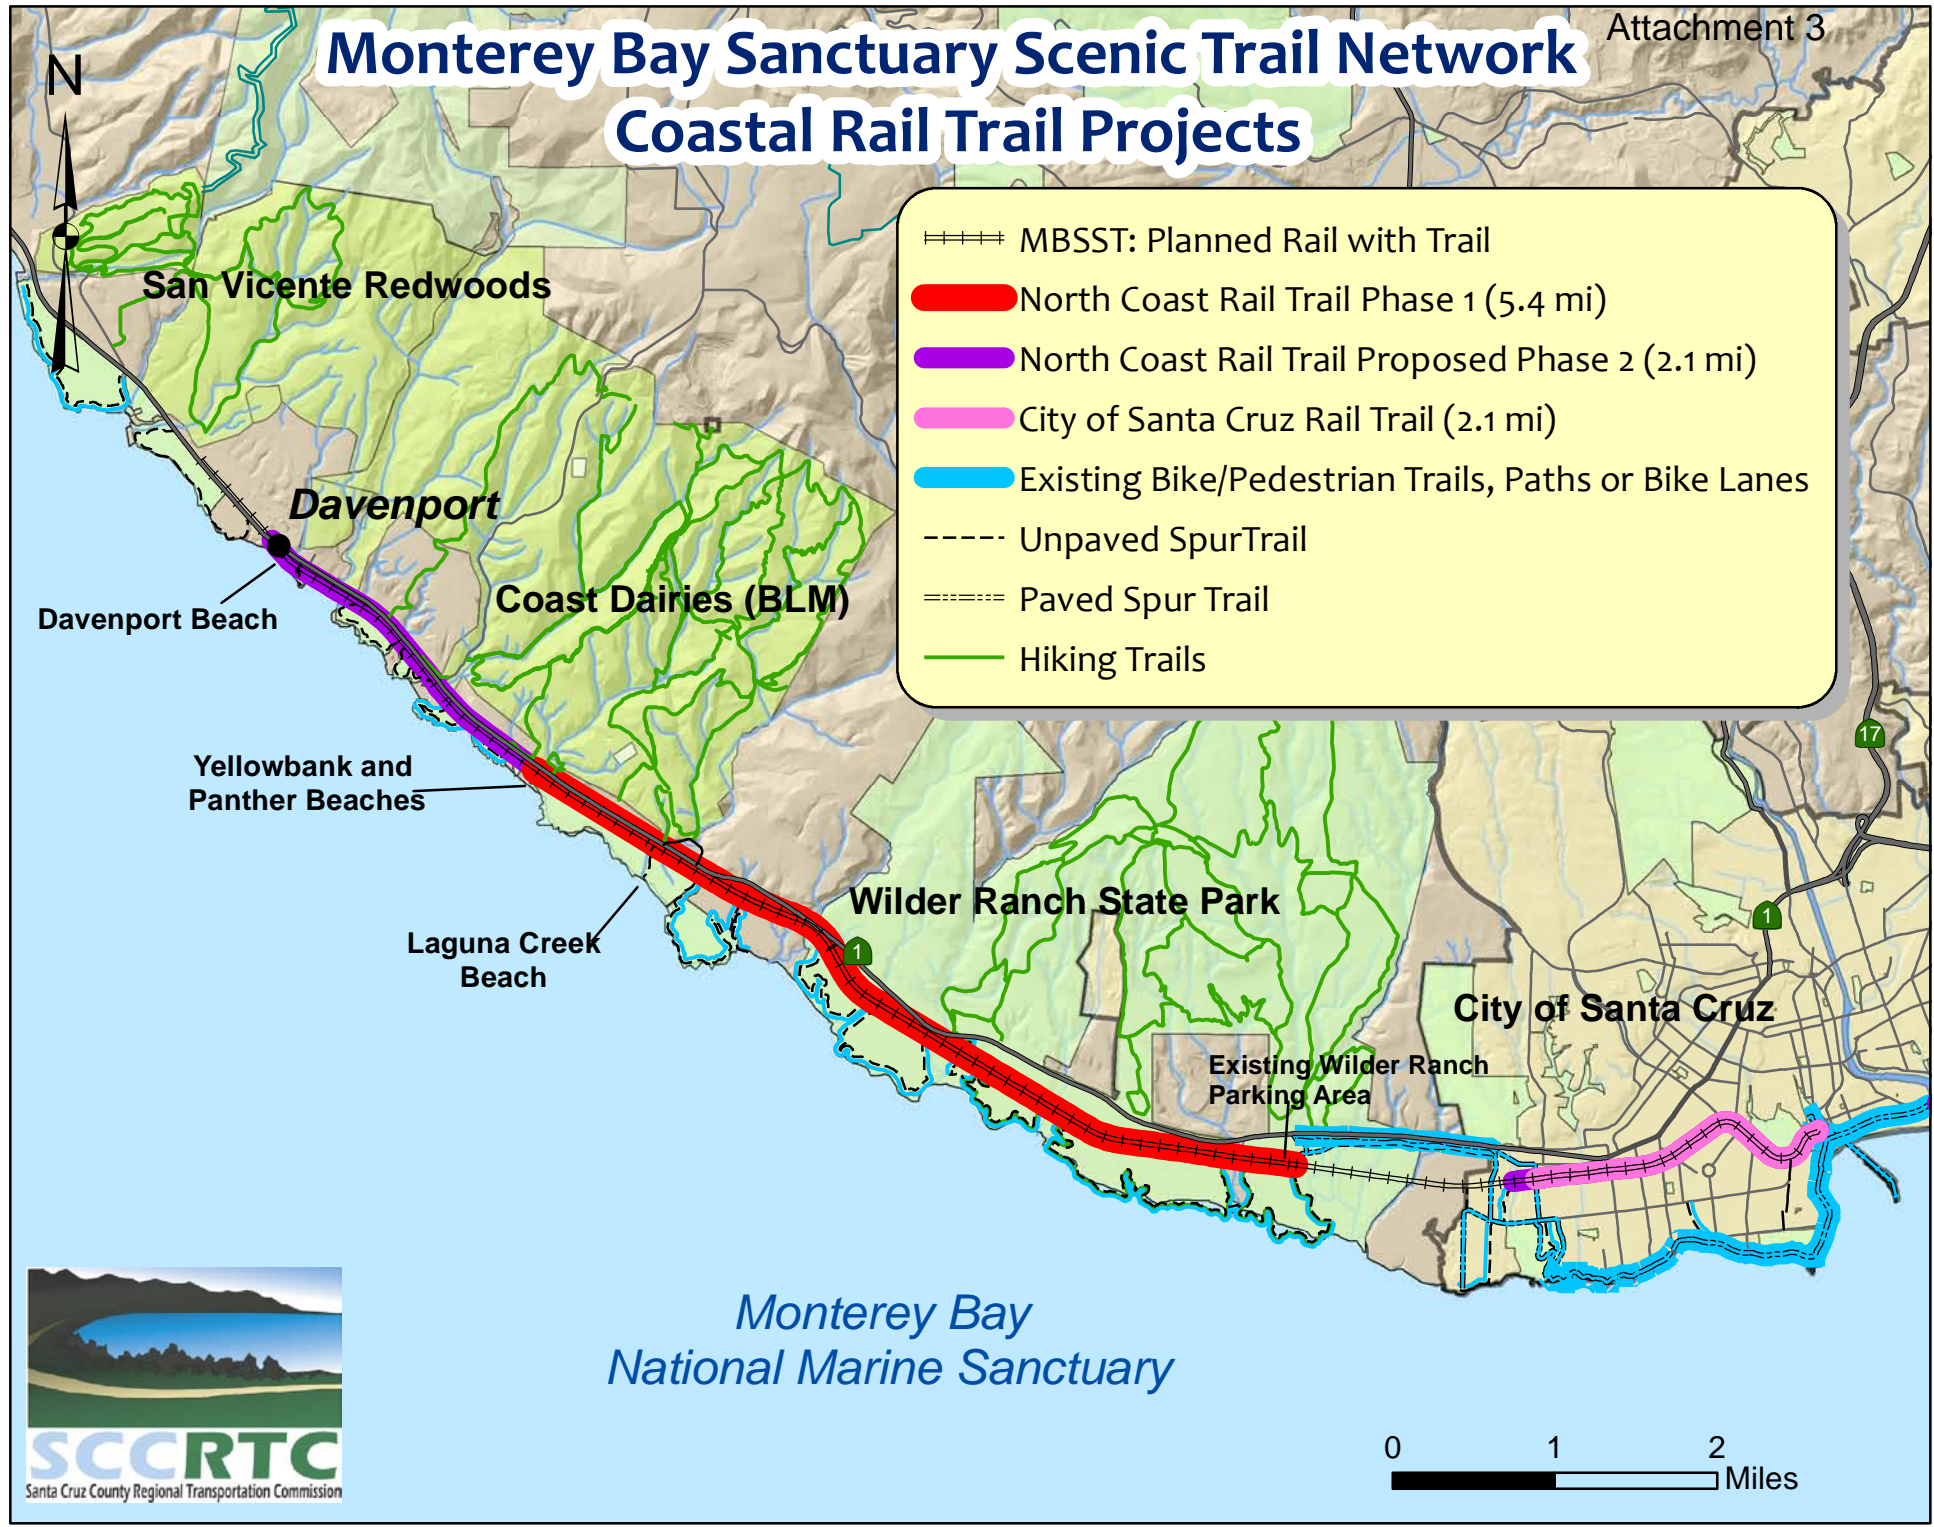 Attachment 3
Monterey Bay Sanctuary Scenic Trail Network
Coastal Rail Trail Projects
N
MBSST: Planned Rail with Trail
North Coast Rail Trail Phase 1 (5.4 mi)
North Coast Rail Trail Proposed Phase 2 (2.1 mi)
City of Santa Cruz Rail Trail (2.1 mi)
Existing Bike/Pedestrian Trails, Paths or Bike Lanes
Unpaved SpurTrail
Paved Spur Trail
Hiking Trails
San Vicente Redwoods
Davenport
Davenport Beach
Coast Dairies (BLM)
17
Yellowbank and
Panther Beaches
Wilder Ranch State Park
1
Laguna Creek
Beach
1
City of Santa Cruz
Existing Wilder Ranch
Parking Area
Monterey Bay
National Marine Sanctuary
SCCRTC
Santa Cruz County Regional Transportation Commission
0 1 2
Miles